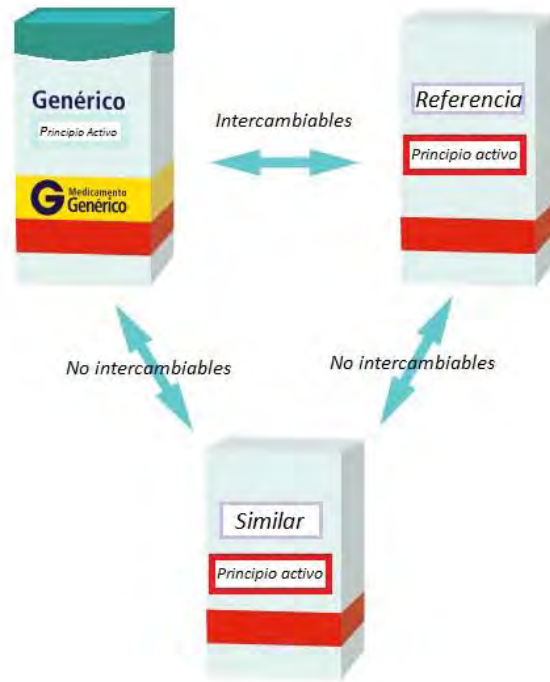 Genérico
Principio Activo
G Medicamento
Genérico
Intercambiables
Referencia
Principio activo
No intercambiables
No intercambiables
Similar
Principio activo